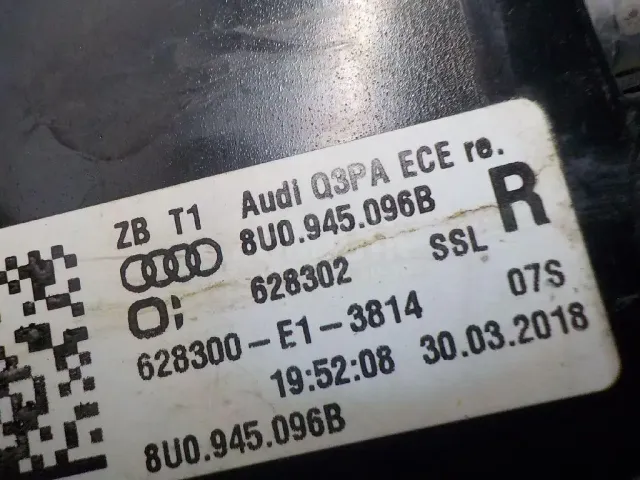 ZB T1 Audi Q3PA ECE re.
8U0.945.096B R
628302 SSL
O;
628300-E1-3814 07S
19:52:08 30.03.2018
8U0.945.096B